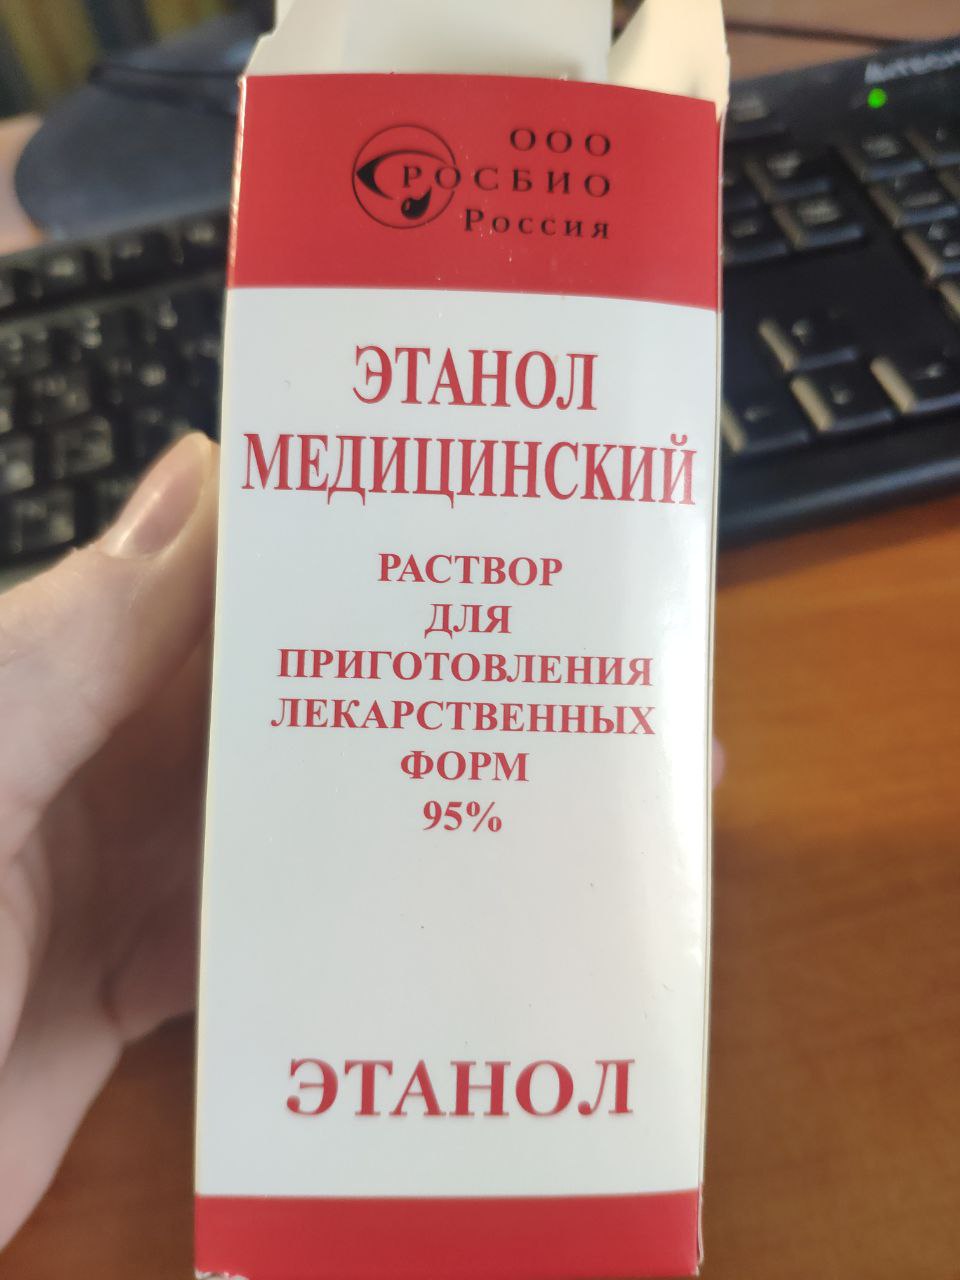 ООО
РОСБИО
Россия
ЭТАНОЛ
МЕДИЦИНСКИЙ
РАСТВОР
ДЛЯ
ПРИГОТОВЛЕНИЯ
ЛЕКАРСТВЕННЫХ
ФОРМ
95%
ЭТАНОЛ